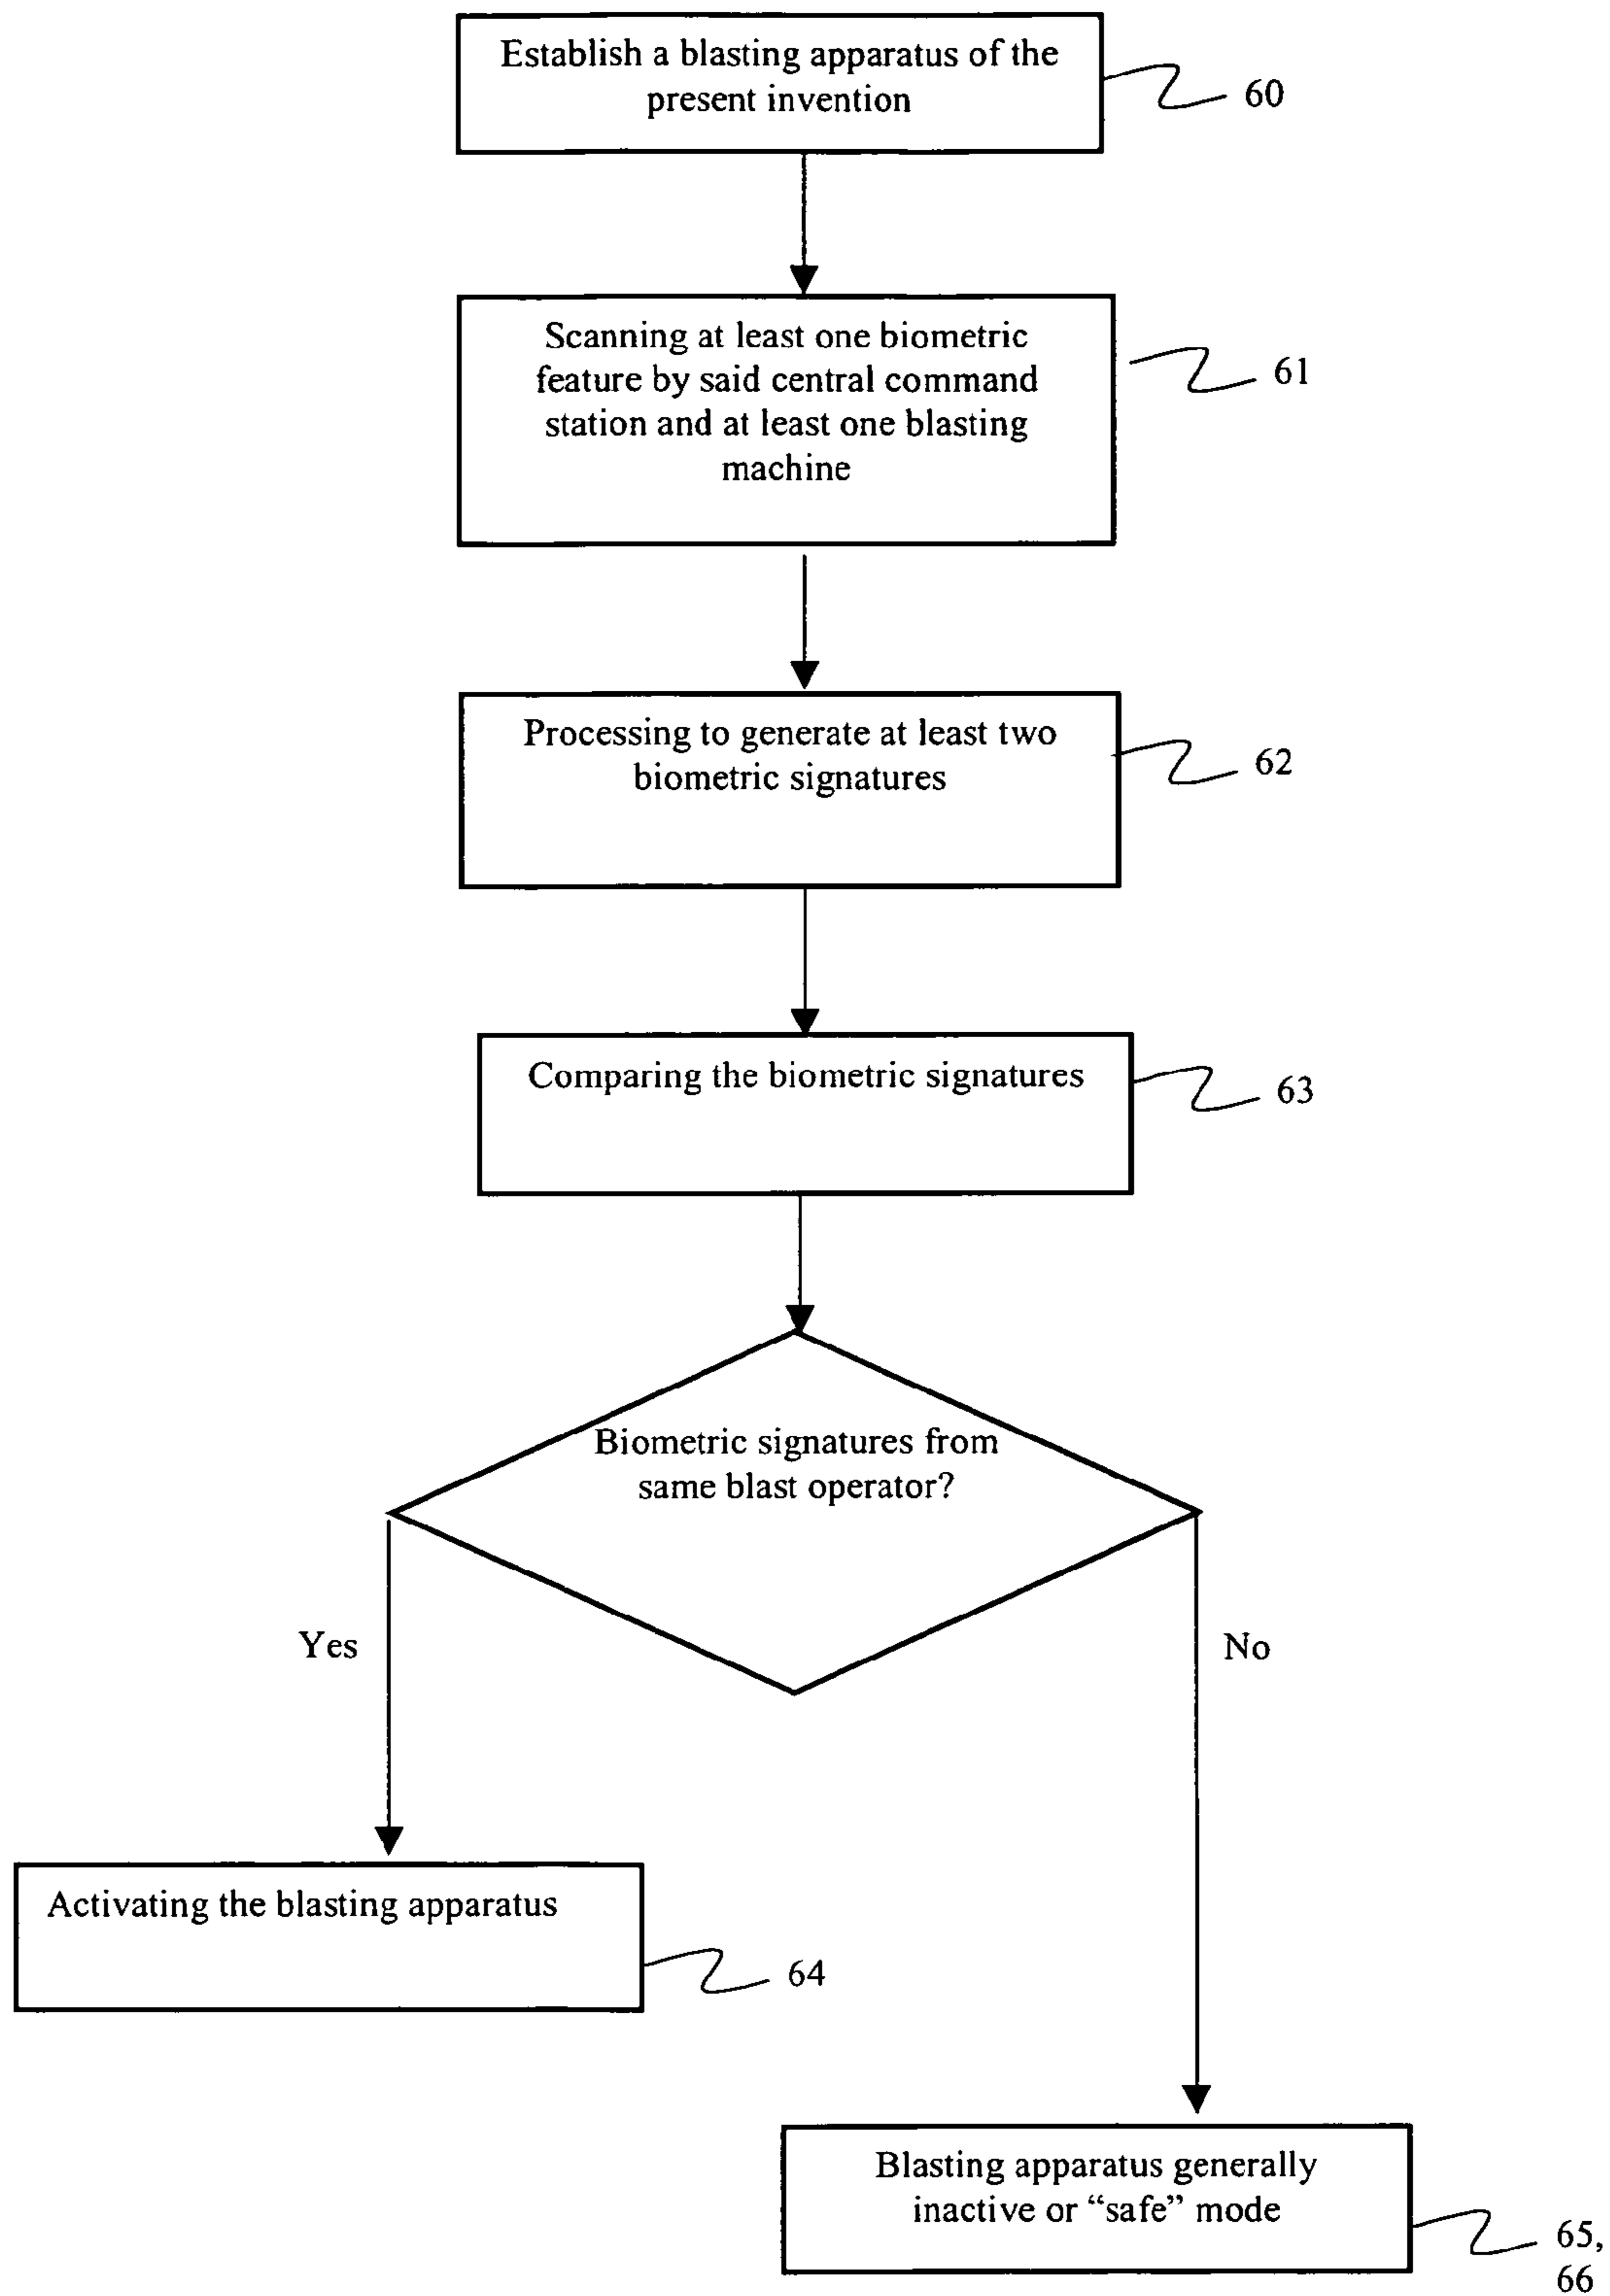 Establish a blasting apparatus of the
present invention
60
Scanning at least one biometric
feature by said central command
station and at least one blasting
machine
61
Processing to generate at least two
biometric signatures
62
Comparing the biometric signatures
63
Biometric signatures from
same blast operator?
Yes
No
Activating the blasting apparatus
64
Blasting apparatus generally
inactive or “safe” mode
65,
66